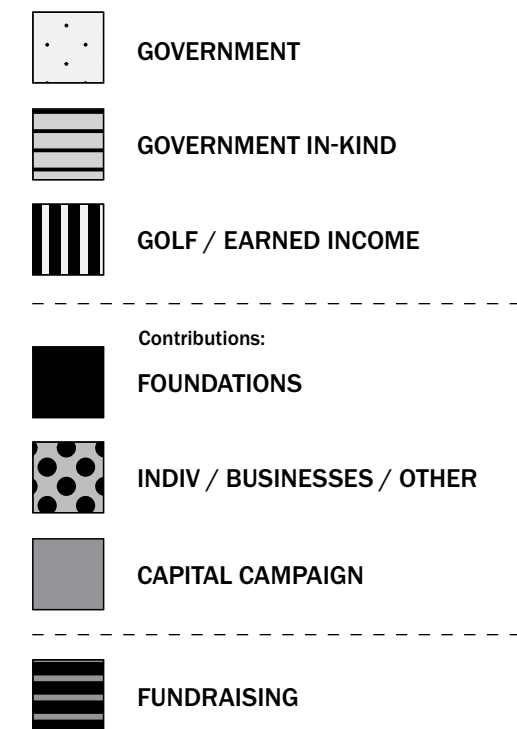 GOVERNMENT
GOVERNMENT IN-KIND
GOLF / EARNED INCOME
Contributions:
FOUNDATIONS
INDIV / BUSINESSES / OTHER
CAPITAL CAMPAIGN
FUNDRAISING